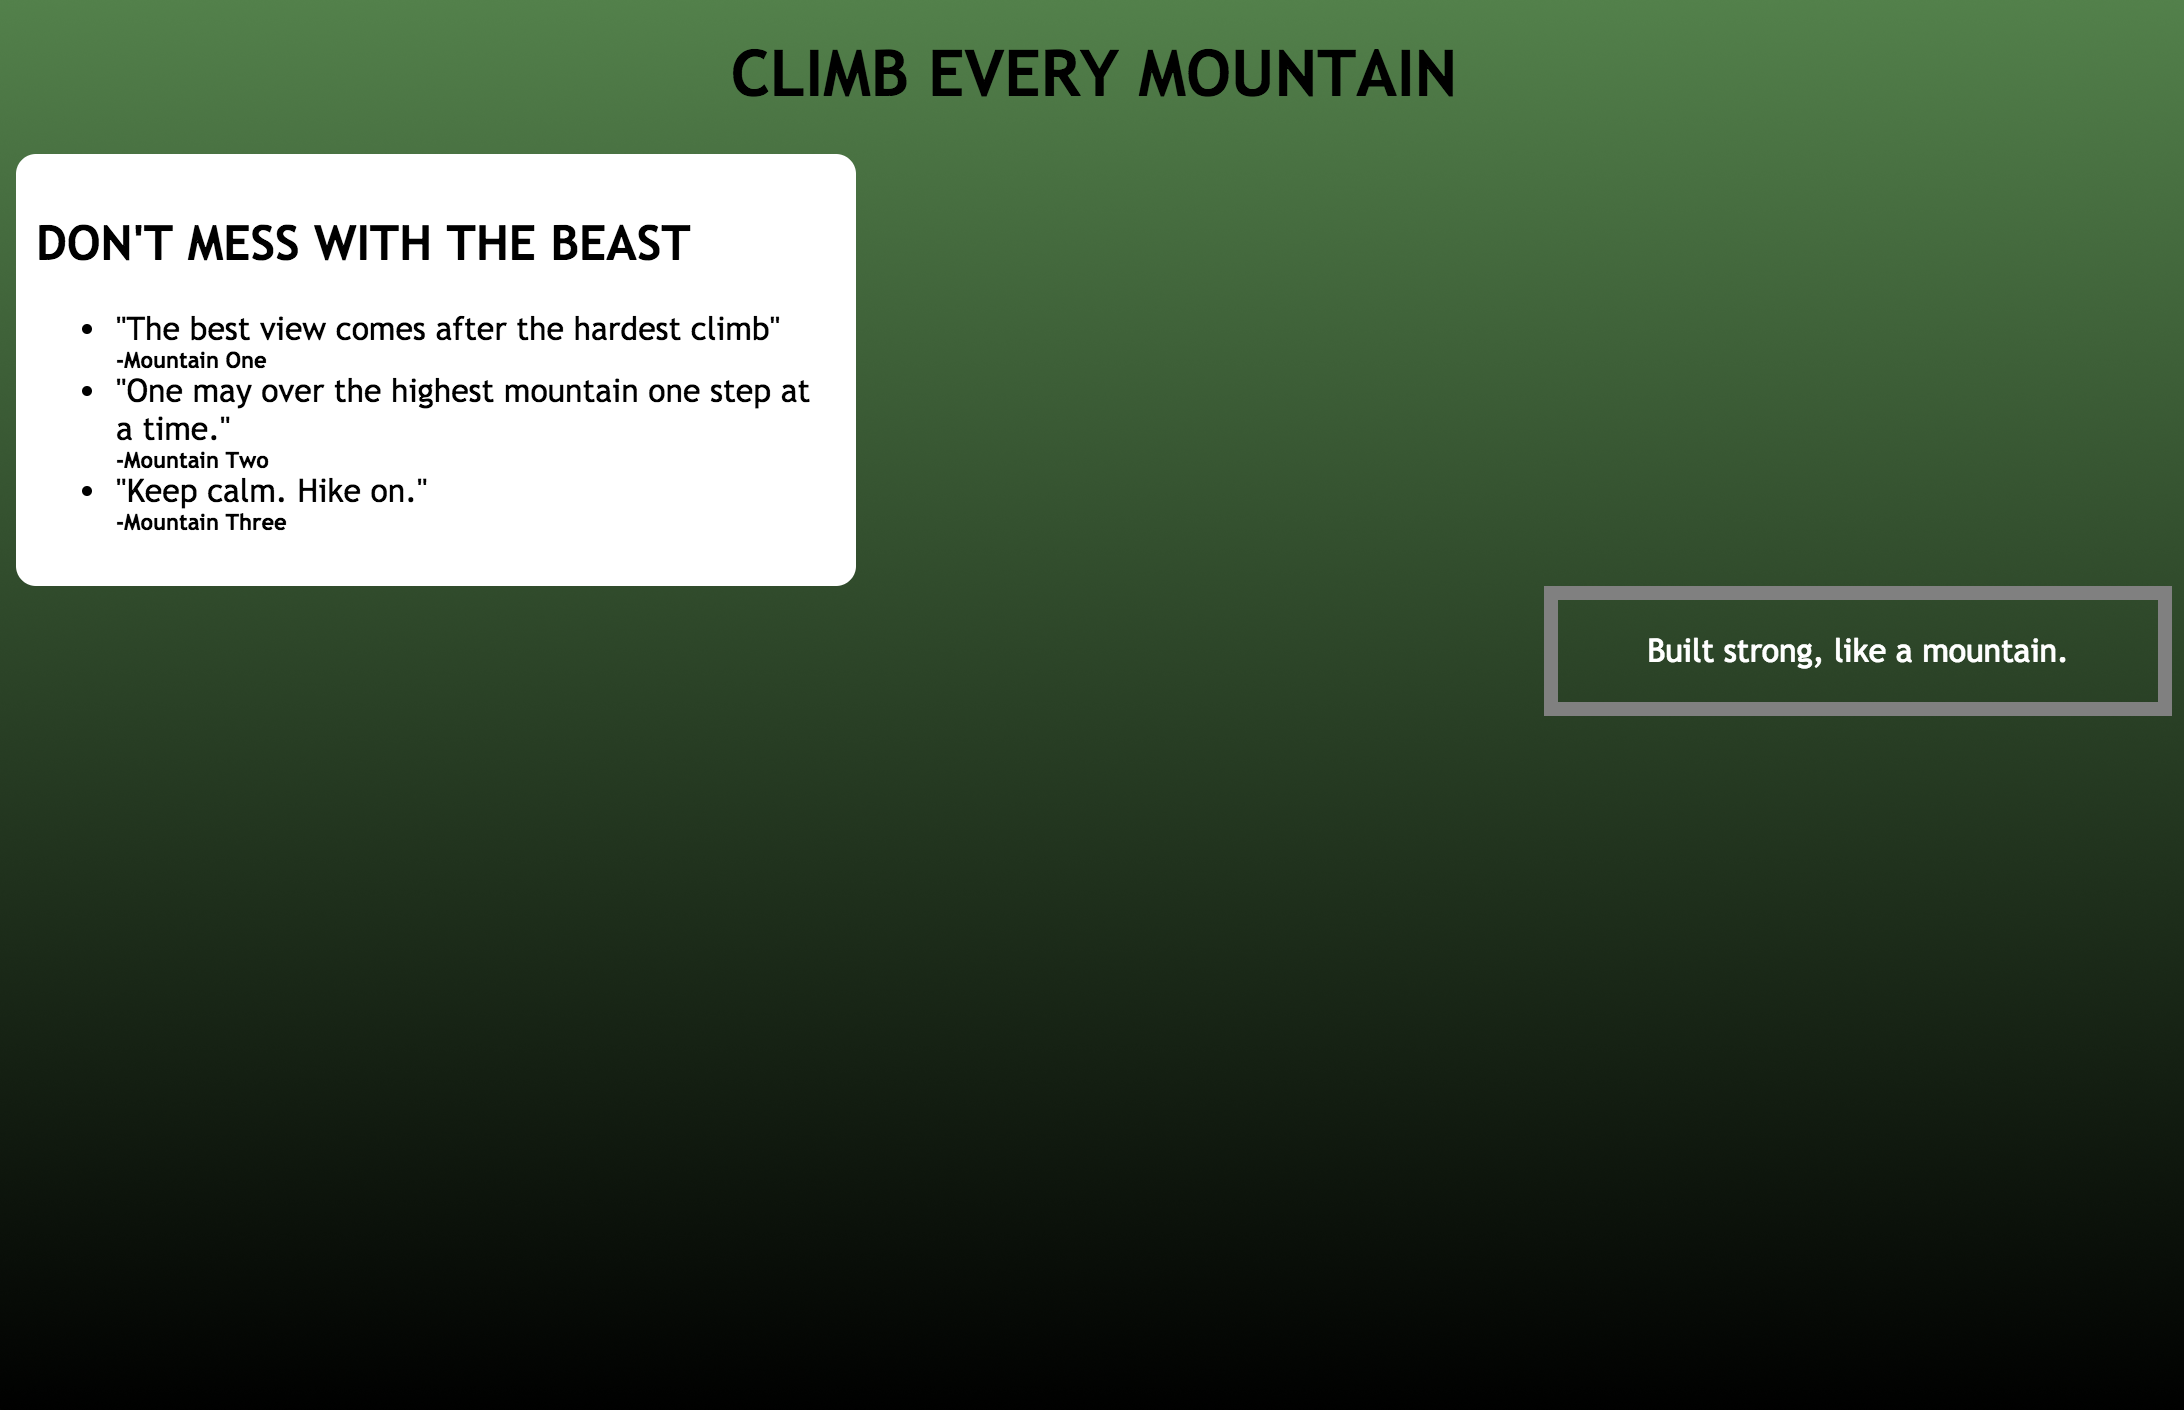 CLIMB EVERY MOUNTAIN
DON'T MESS WITH THE BEAST
"The best view comes after the hardest climb"
-Mountain One
"One may over the highest mountain one step at
a time."
-Mountain Two
"Keep calm. Hike on."
-Mountain Three
Built strong, like a mountain.